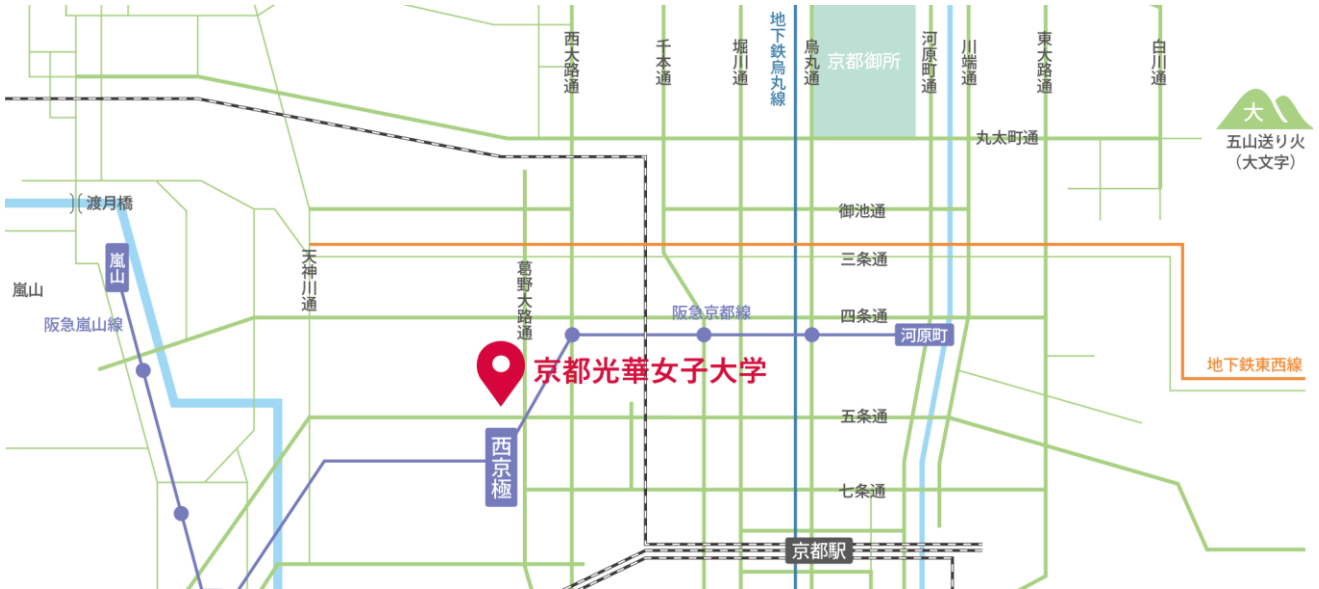 西大路通
千本通
堀川通
地下鉄烏丸線
烏丸通
京都御所
河原町通
川端通
東大路通
白川通
大
五山送り火
（大文字）
丸太町通
渡月橋
御池通
嵐山
天神川通
葛野大路通
三条通
嵐山
阪急嵐山線
阪急京都線
四条通
河原町
京都光華女子大学
地下鉄東西線
五条通
西京極
七条通
京都駅